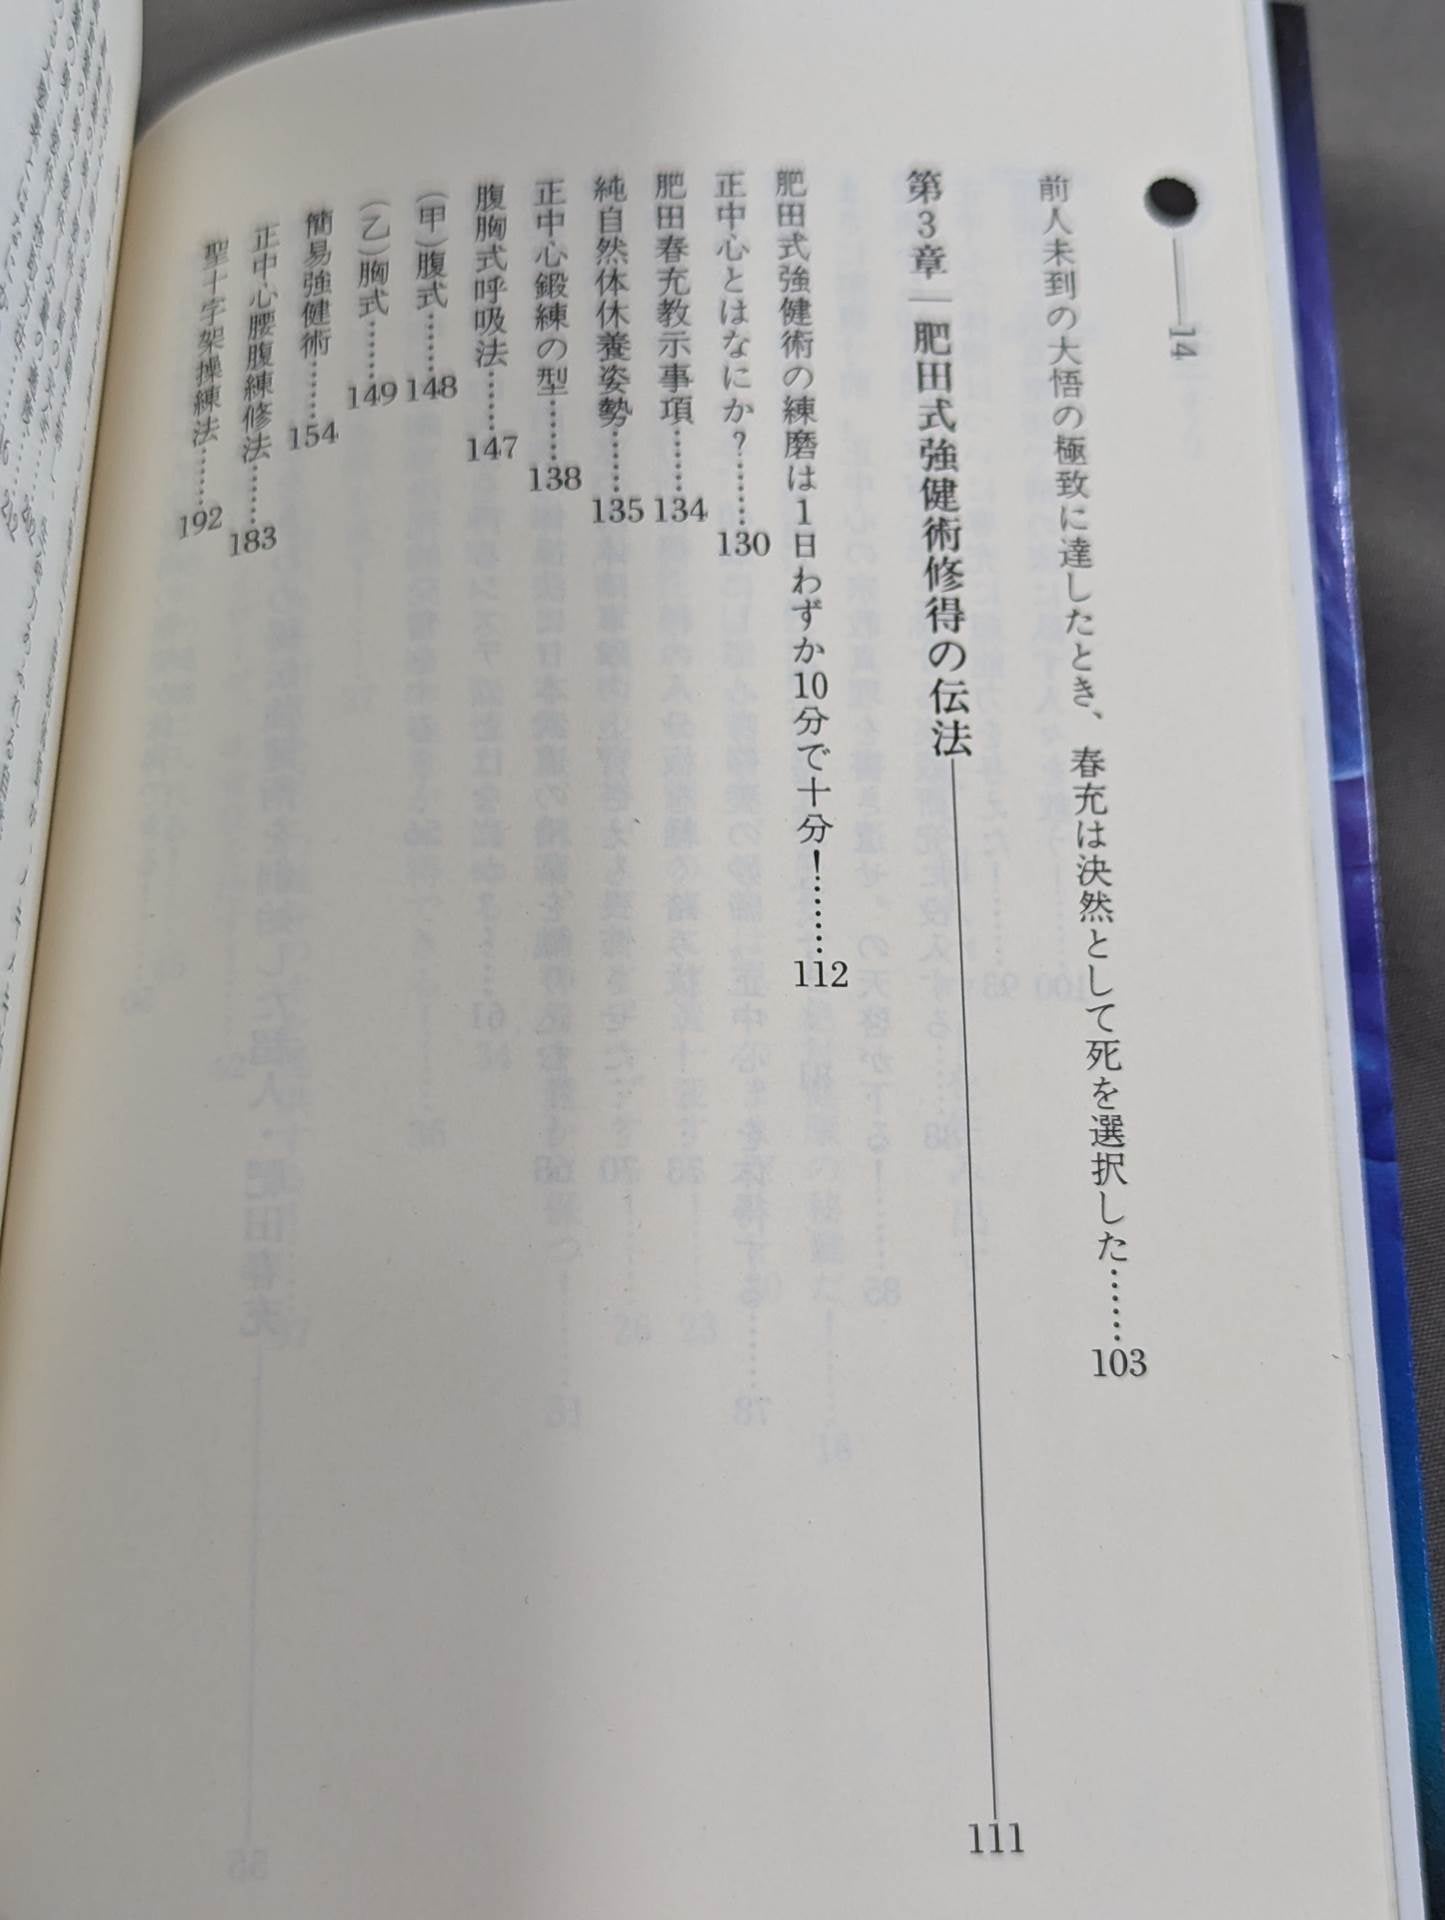 14
前人未到の大悟の極致に達したとき、春充は決然として死を選択した……103
第3章―肥田式強健術修得の伝法 111
肥田式強健術の練磨は1日わずか10分で十分!……112
正中心とはなにか?……130
肥田春充教示事項……134
純自然体休養姿勢……135
正中心鍛練の型……138
腹胸式呼吸法……147
(甲)腹式……148
(乙)胸式……149
簡易強健術……154
正中心腰腹練修法……183
聖十字架操練法……192